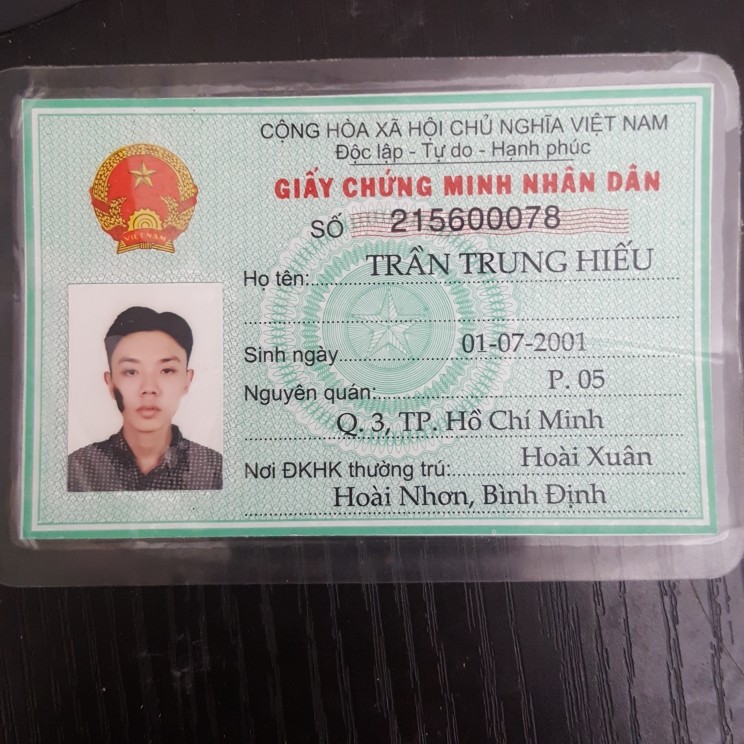 CỘNG HÒA XÃ HỘI CHỦ NGHĨA VIỆT NAM
Độc lập - Tự do - Hạnh phúc
GIẤY CHỨNG MINH NHÂN DÂN
SỐ 215600078
Họ tên: TRẦN TRUNG HIẾU
Sinh ngày 01-07-2001
Nguyên quán: P. 05
Q. 3, TP. Hồ Chí Minh
Nơi ĐKHK thường trú: Hoài Xuân
Hoài Nhơn, Bình Định
VIỆT NAM